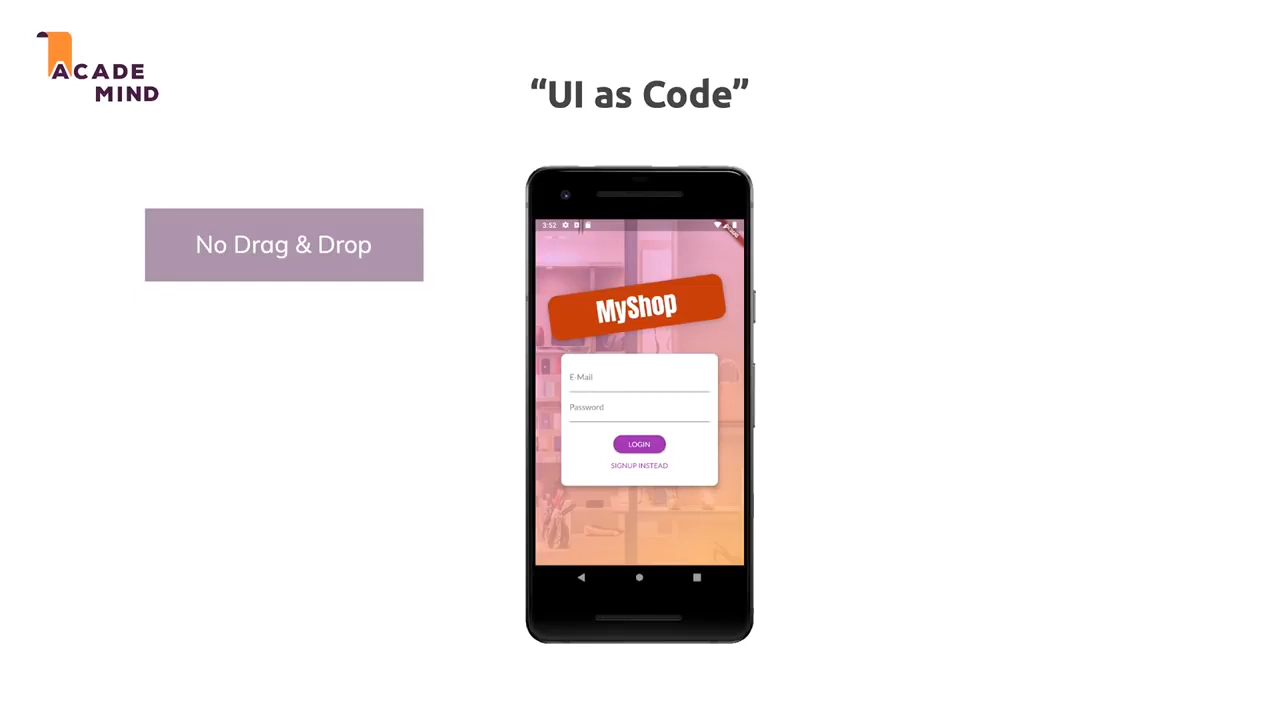 ACADE
MIND
“UI as Code”
No Drag & Drop
3:52
MyShop
E-Mail
Password
LOGIN
SIGNUP INSTEAD